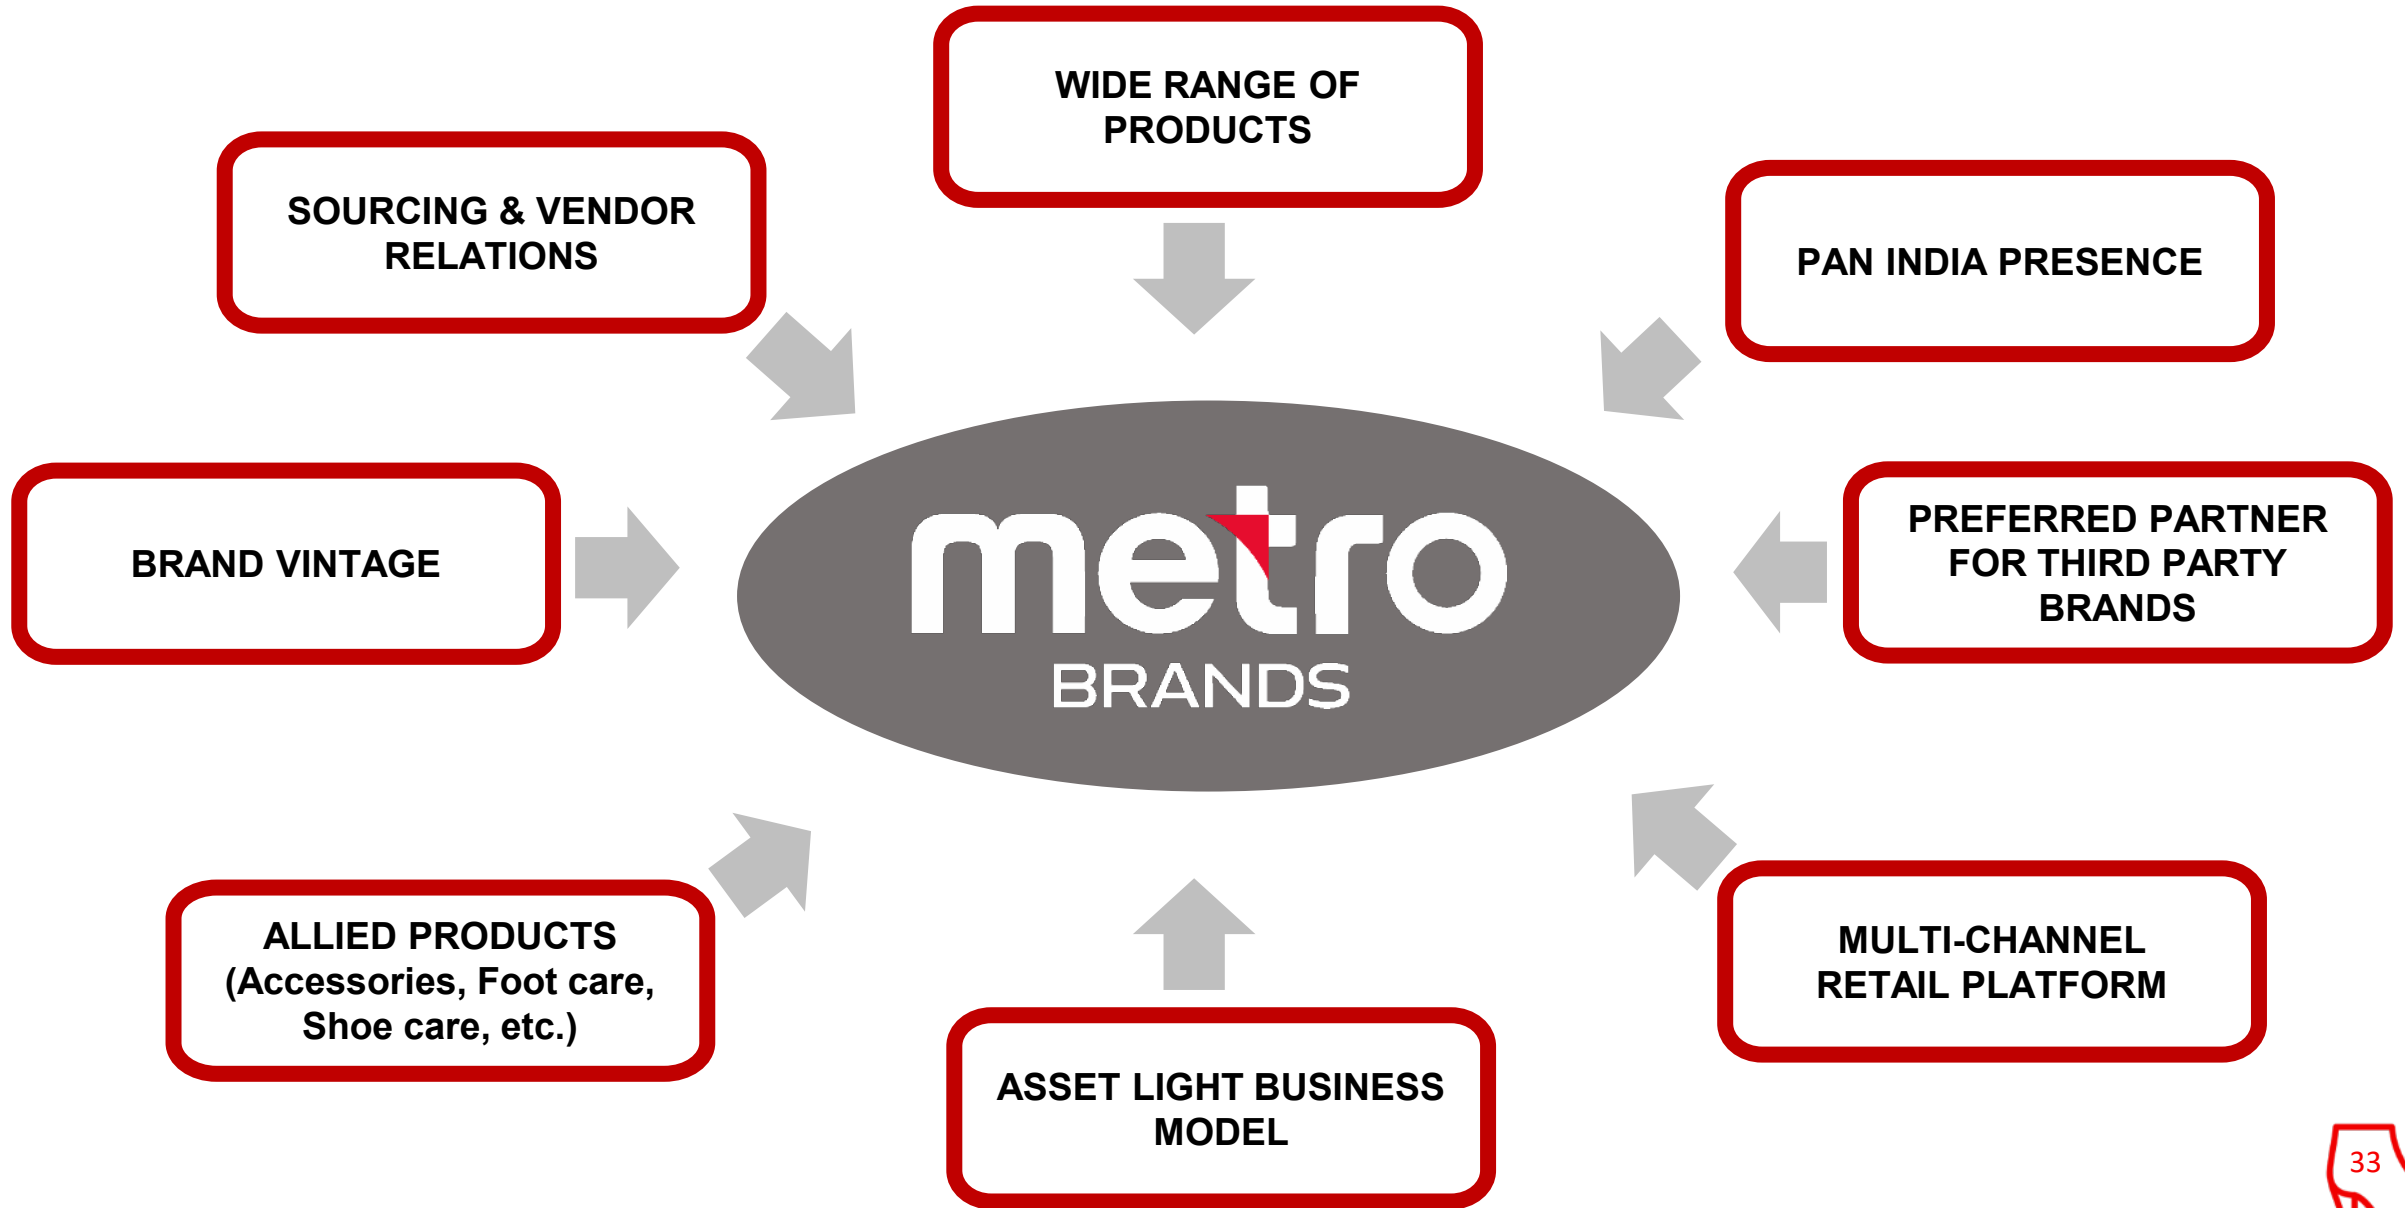 WIDE RANGE OF
PRODUCTS
SOURCING & VENDOR
RELATIONS
PAN INDIA PRESENCE
BRAND VINTAGE
metro
BRANDS
PREFERRED PARTNER
FOR THIRD PARTY
BRANDS
ALLIED PRODUCTS
(Accessories, Foot care,
Shoe care, etc.)
MULTI-CHANNEL
RETAIL PLATFORM
ASSET LIGHT BUSINESS
MODEL
33